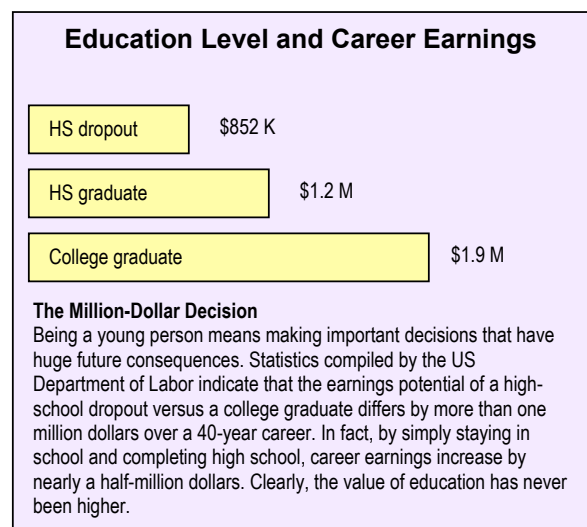 Education Level and Career Earnings
HS dropout $852 K
HS graduate $1.2 M
College graduate $1.9 M
The Million-Dollar Decision
Being a young person means making important decisions that have
huge future consequences. Statistics compiled by the US
Department of Labor indicate that the earnings potential of a high-
school dropout versus a college graduate differs by more than one
million dollars over a 40-year career. In fact, by simply staying in
school and completing high school, career earnings increase by
nearly a half-million dollars. Clearly, the value of education has never
been higher.